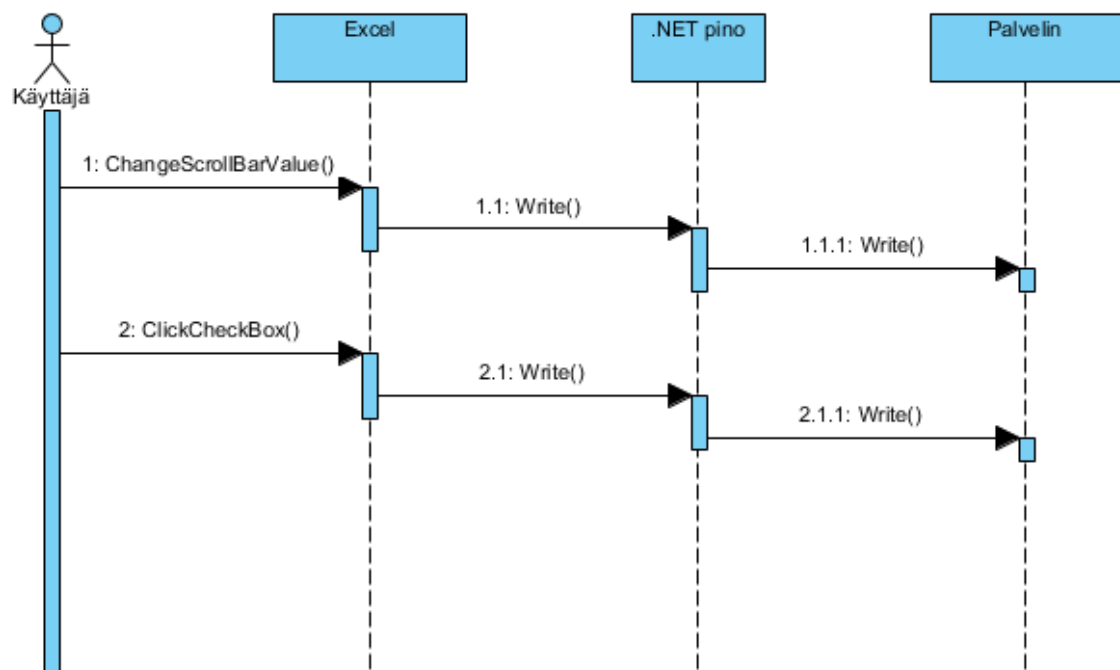 Excel
.NET pino
Palvelin
Käyttäjä
1: ChangeScrollBarValue()
1.1: Write()
1.1.1: Write()
2: ClickCheckBox()
2.1: Write()
2.1.1: Write()